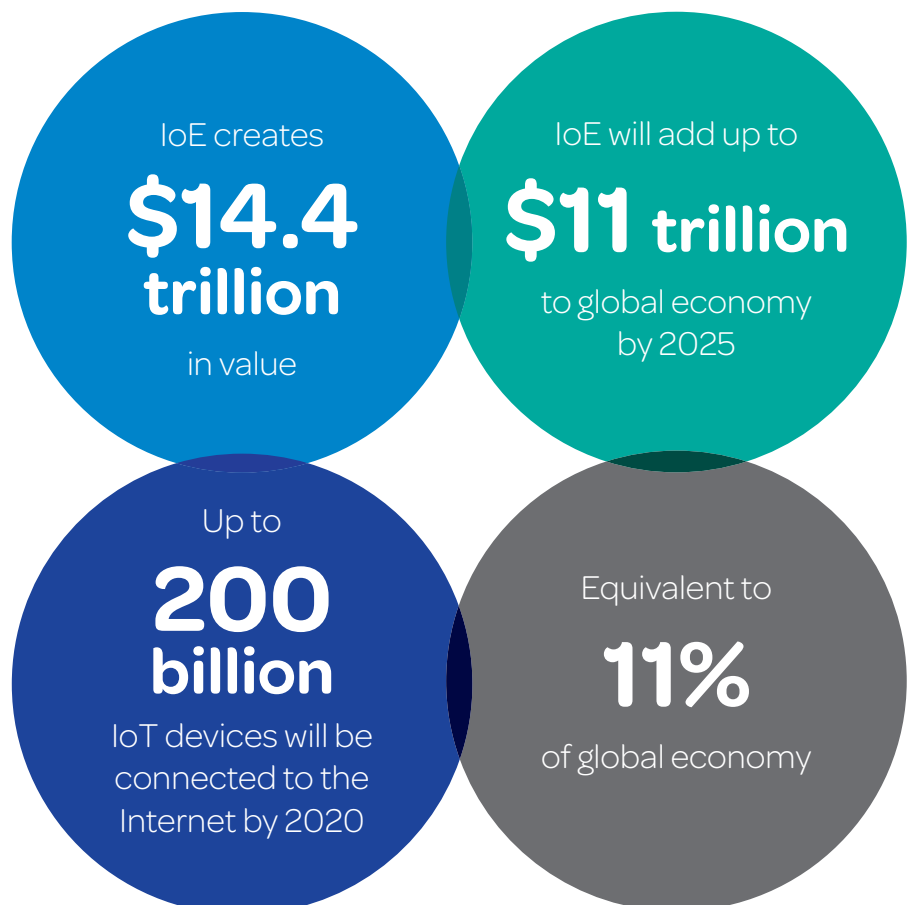 IoE creates
$14.4
trillion
in value
IoE will add up to
$11 trillion
to global economy
by 2025
Up to
200
billion
IoT devices will be
connected to the
Internet by 2020
Equivalent to
11%
of global economy